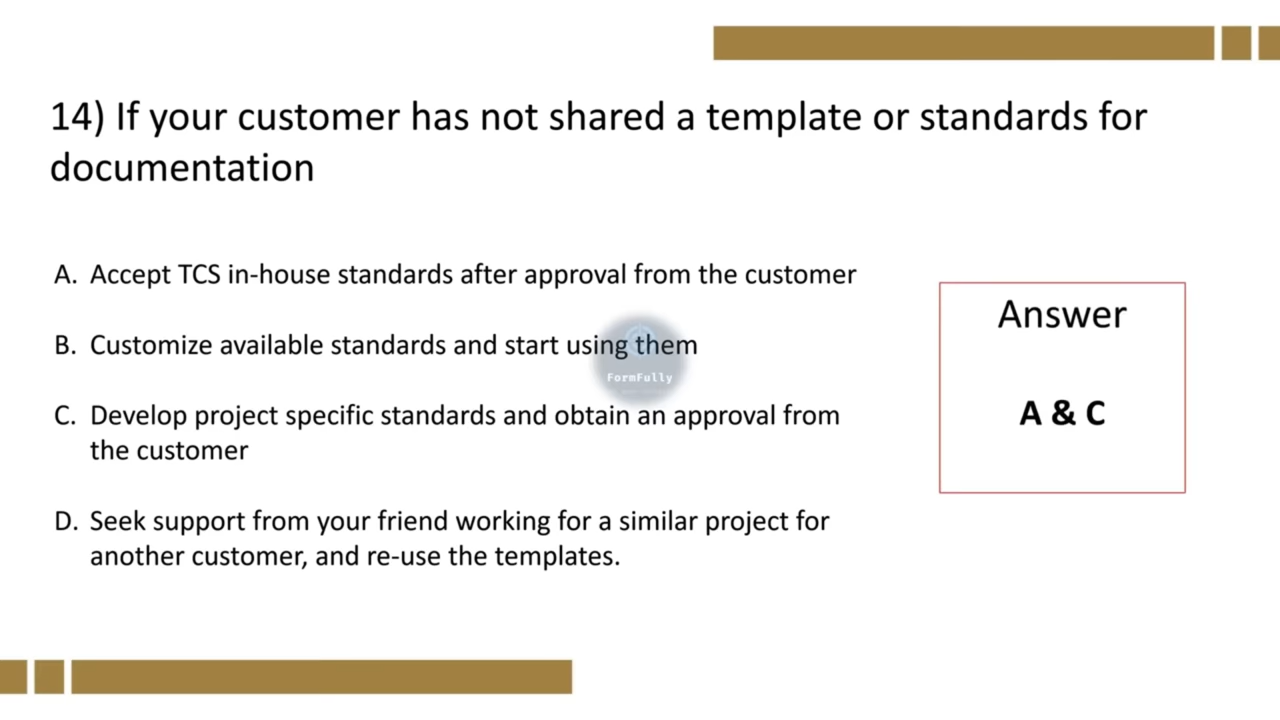 14) If your customer has not shared a template or standards for
documentation
A. Accept TCS in-house standards after approval from the customer
B. Customize available standards and start using them
C. Develop project specific standards and obtain an approval from
the customer
D. Seek support from your friend working for a similar project for
another customer, and re-use the templates.
Answer
A & C
FormFully